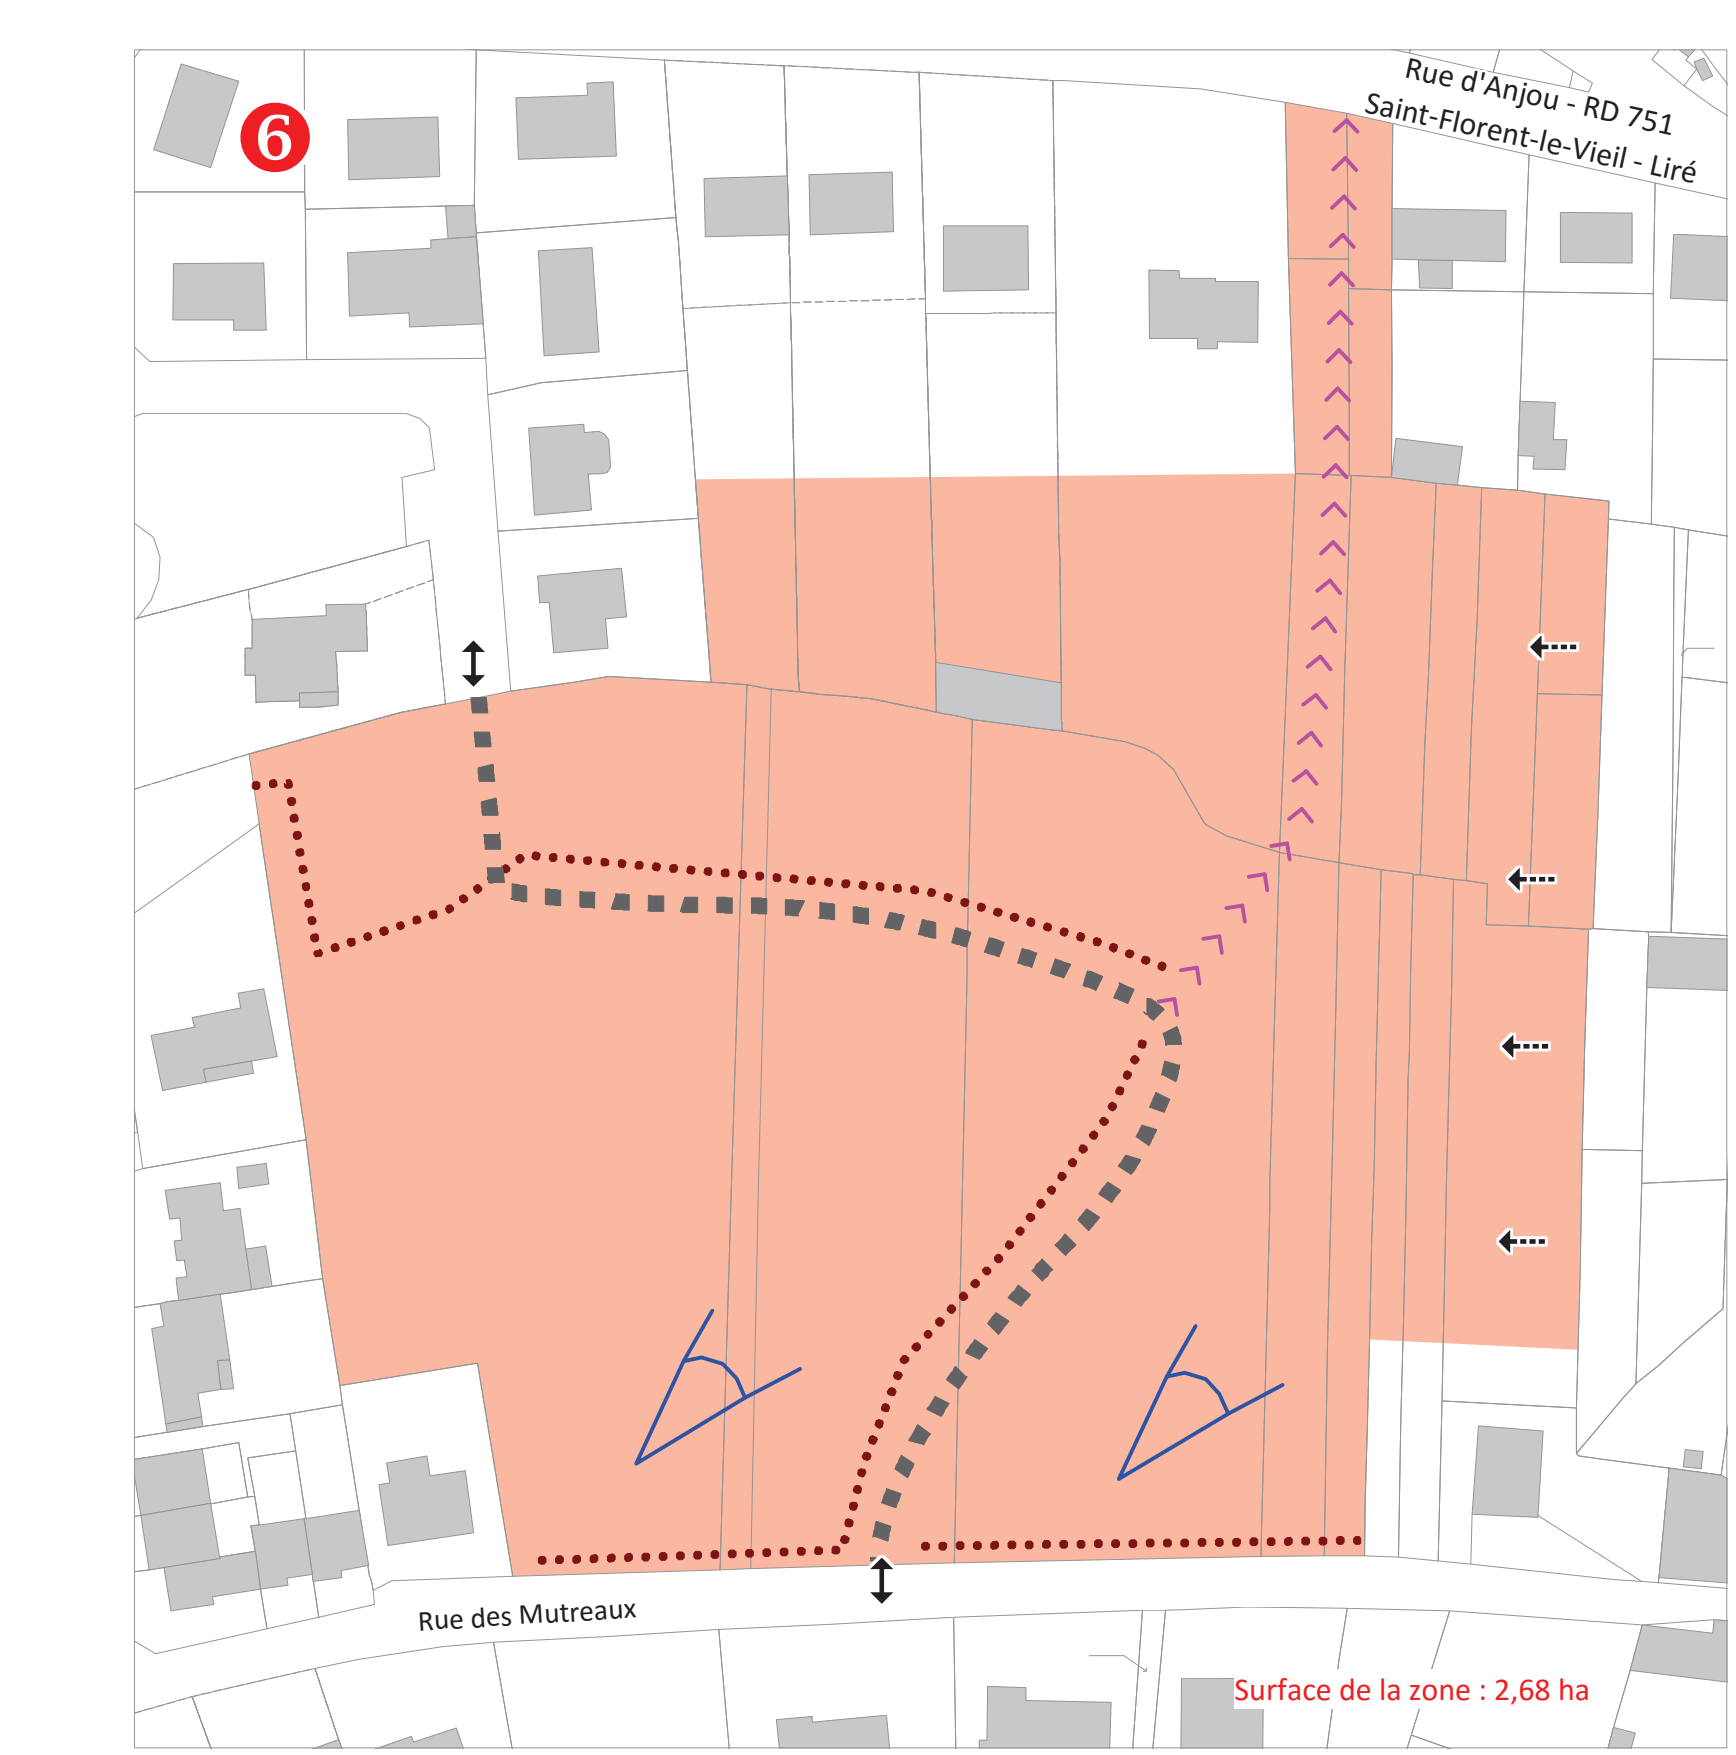 6
Rue d'Anjou - RD 751
Saint-Florent-le-Vieil - Liré
Rue des Mutreaux
Surface de la zone : 2,68 ha